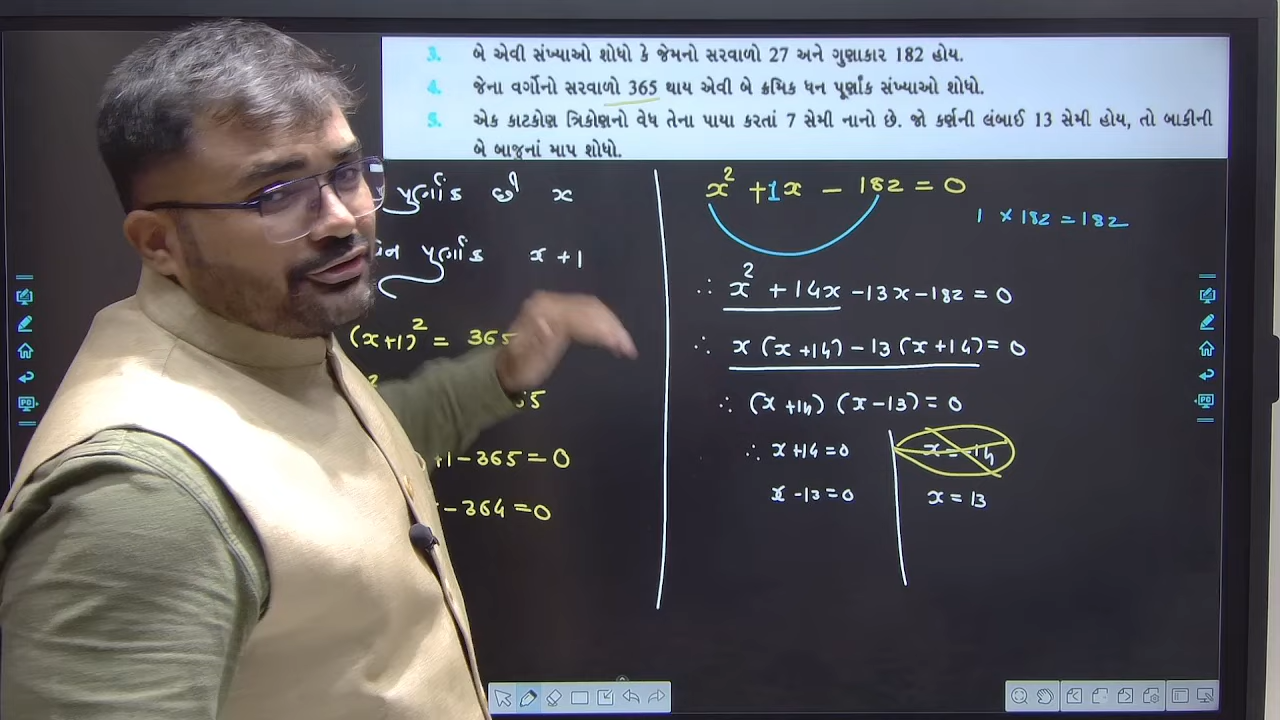 3. બે એવી સંખ્યાઓ શોધો કે જેમનો સરવાળો 27 અને ગુણાકાર 182 હોય.
4. જેના વર્ગોનો સરવાળો 365 થાય એવી બે ક્રમિક ધન પૂર્ણાંક સંખ્યાઓ શોધો.
5. એક કાટકોણ ત્રિકોણનો વેધ તેના પાયા કરતાં 7 સેમી નાનો છે. જો કર્ણની લંબાઈ 13 સેમી હોય, તો બાકીની
બે બાજુનાં માપ શોધો.
પૂર્ણાંક x
પૂર્ણાંક x + 1
(x+1)² = 365
+1 - 365 = 0
- 364 = 0
x² + 1x - 182 = 0
1 × 182 = 182
∴ x² + 14x - 13x - 182 = 0
∴ x (x + 14) - 13 (x + 14) = 0
∴ (x + 14) (x - 13) = 0
∴ x + 14 = 0 x = -14
x - 13 = 0 x = 13